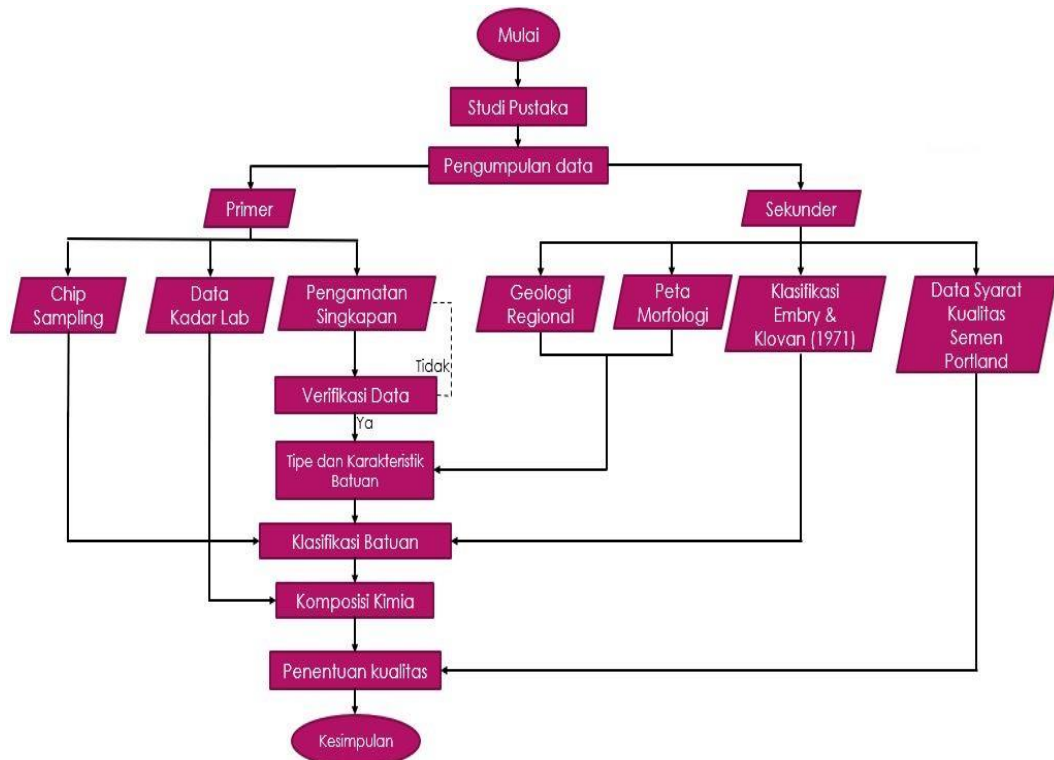 Mulai
Studi Pustaka
Pengumpulan data
Primer
Sekunder
Chip
Sampling
Data
Kadar Lab
Pengamatan
Singkapan
Geologi
Regional
Peta
Morfologi
Klasifikasi
Embry &
Klovan (1971)
Data Syarat
Kualitas
Semen
Portland
Tidak
Verifikasi Data
Ya
Tipe dan Karakteristik
Batuan
Klasifikasi Batuan
Komposisi Kimia
Penentuan kualitas
Kesimpulan